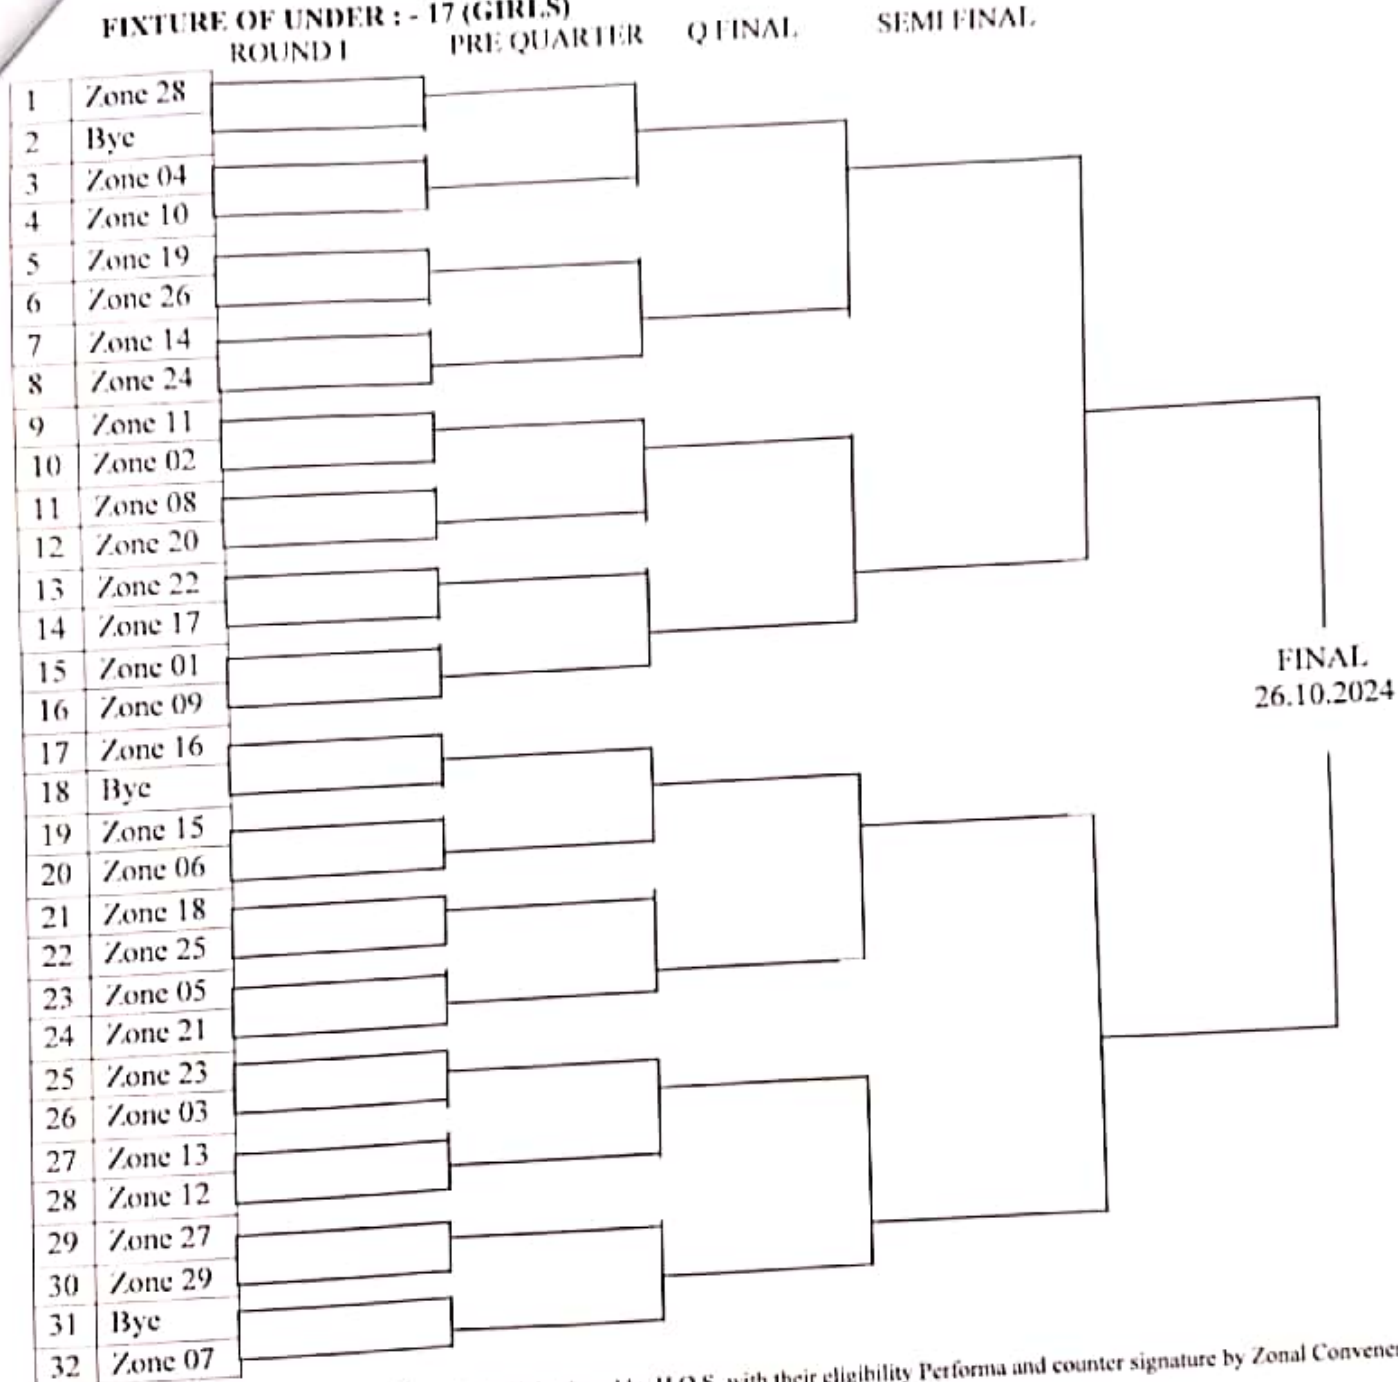 FIXTURE OF UNDER : - 17 (GIRLS)
ROUND I PRE QUARTER Q FINAL SEMI FINAL
1 Zone 28
2 Bye
3 Zone 04
4 Zone 10
5 Zone 19
6 Zone 26
7 Zone 14
8 Zone 24
9 Zone 11
10 Zone 02
11 Zone 08
12 Zone 20
13 Zone 22
14 Zone 17
15 Zone 01
16 Zone 09
FINAL
26.10.2024
17 Zone 16
18 Bye
19 Zone 15
20 Zone 06
21 Zone 18
22 Zone 25
23 Zone 05
24 Zone 21
25 Zone 23
26 Zone 03
27 Zone 13
28 Zone 12
29 Zone 27
30 Zone 29
31 Bye
32 Zone 07
H.O.S. with their eligibility Performa and counter signature by Zonal Convener